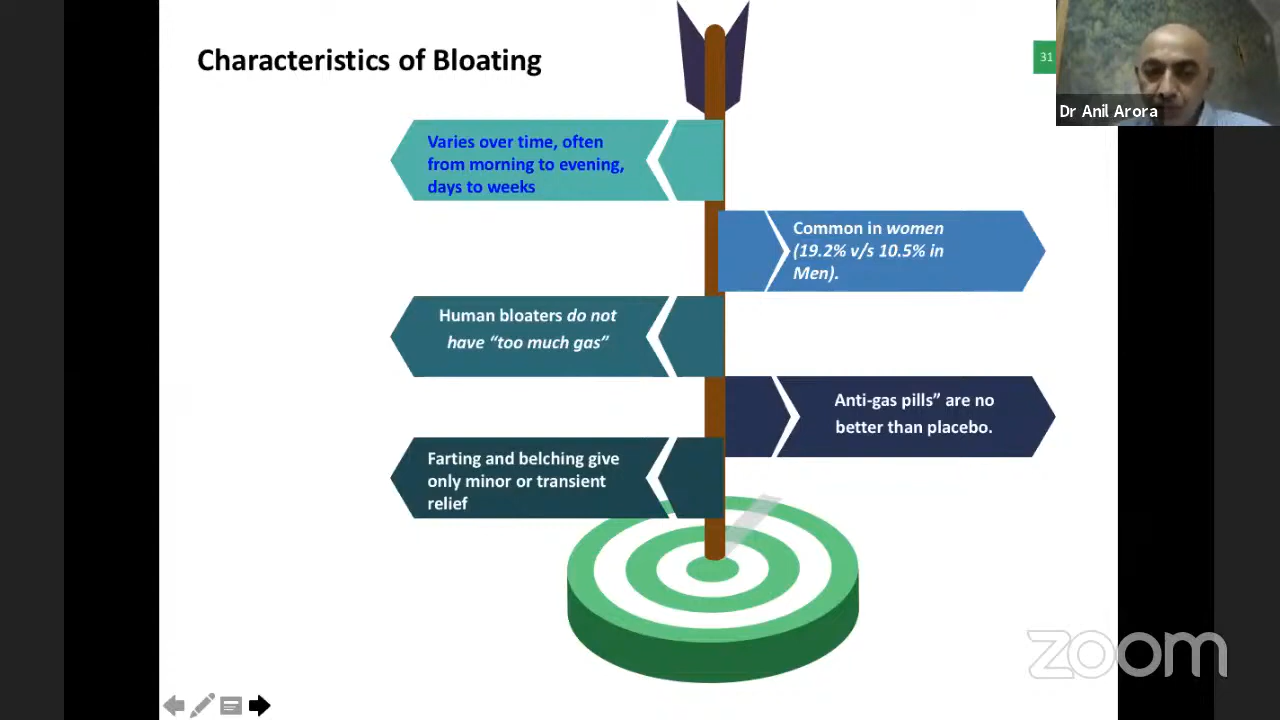 Characteristics of Bloating
31
Dr Anil Arora
Varies over time, often
from morning to evening,
days to weeks
Common in women
(19.2% v/s 10.5% in
Men).
Human bloaters do not
have “too much gas”
Anti-gas pills” are no
better than placebo.
Farting and belching give
only minor or transient
relief
zoom